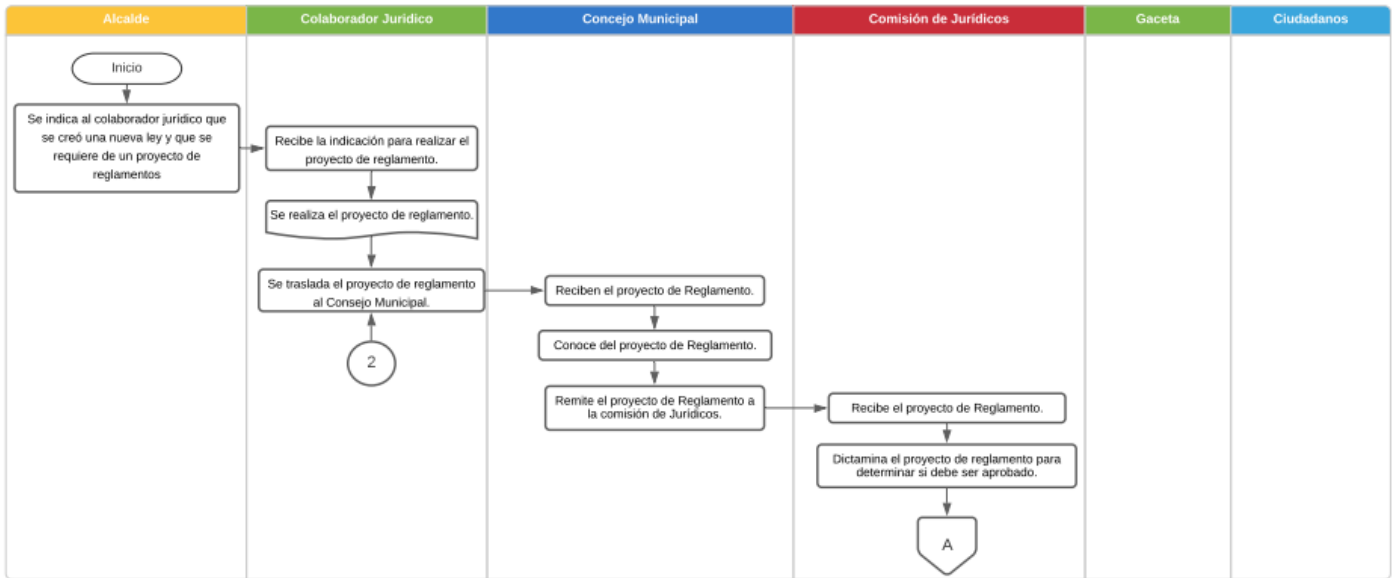 Alcalde
Colaborador Jurídico
Concejo Municipal
Comisión de Jurídicos
Gaceta
Ciudadanos
Inicio
Se indica al colaborador jurídico que
se creó una nueva ley y que se
requiere de un proyecto de
reglamentos
Recibe la indicación para realizar el
proyecto de reglamento.
Se realiza el proyecto de reglamento.
Se traslada el proyecto de reglamento
al Consejo Municipal.
2
Reciben el proyecto de Reglamento.
Conoce del proyecto de Reglamento.
Remite el proyecto de Reglamento a
la comisión de Jurídicos.
Recibe el proyecto de Reglamento.
Dictamina el proyecto de reglamento para
determinar si debe ser aprobado.
A